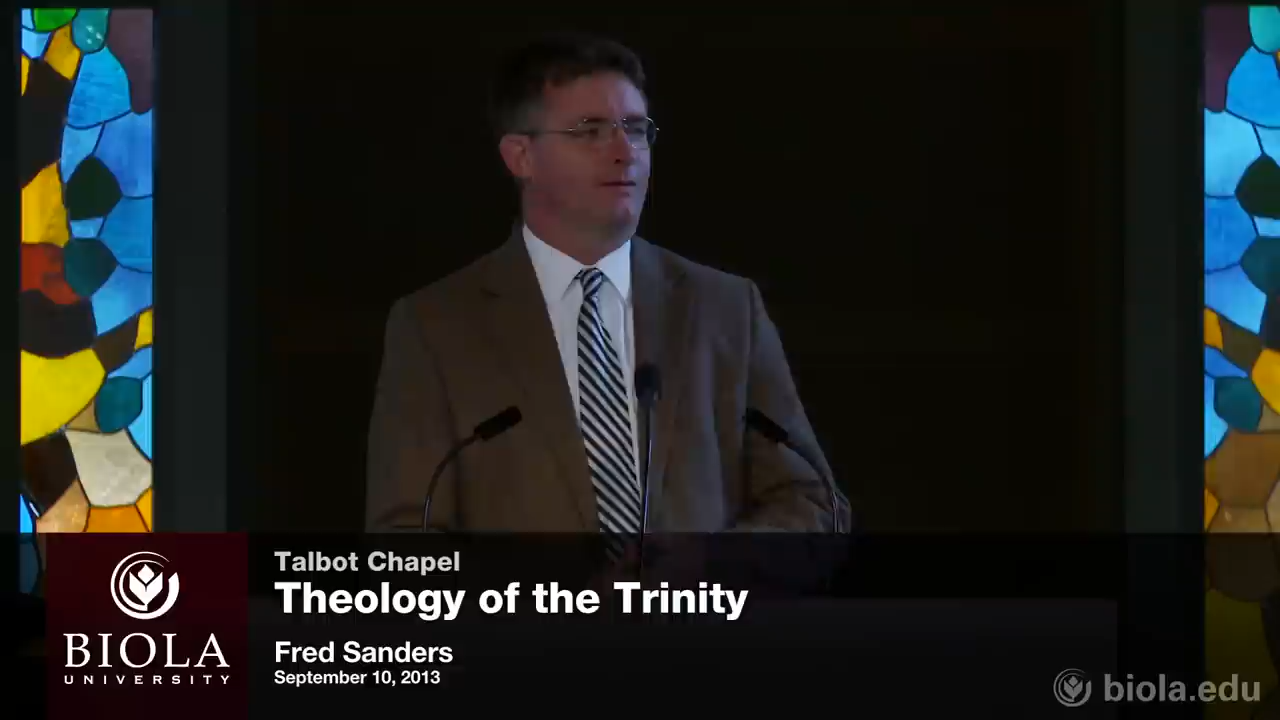 Talbot Chapel
Theology of the Trinity
Fred Sanders
September 10, 2013
BIOLA
UNIVERSITY
biola.edu